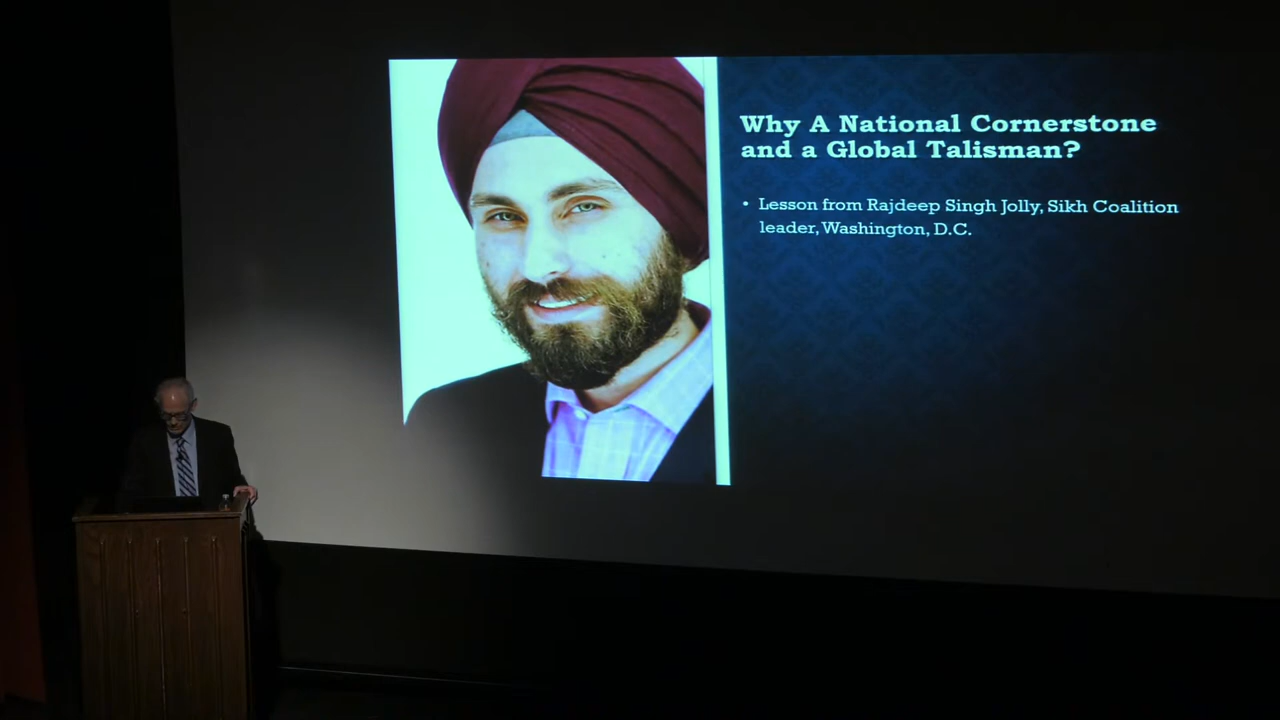 Why A National Cornerstone
and a Global Talisman?
• Lesson from Rajdeep Singh Jolly, Sikh Coalition
leader, Washington, D.C.